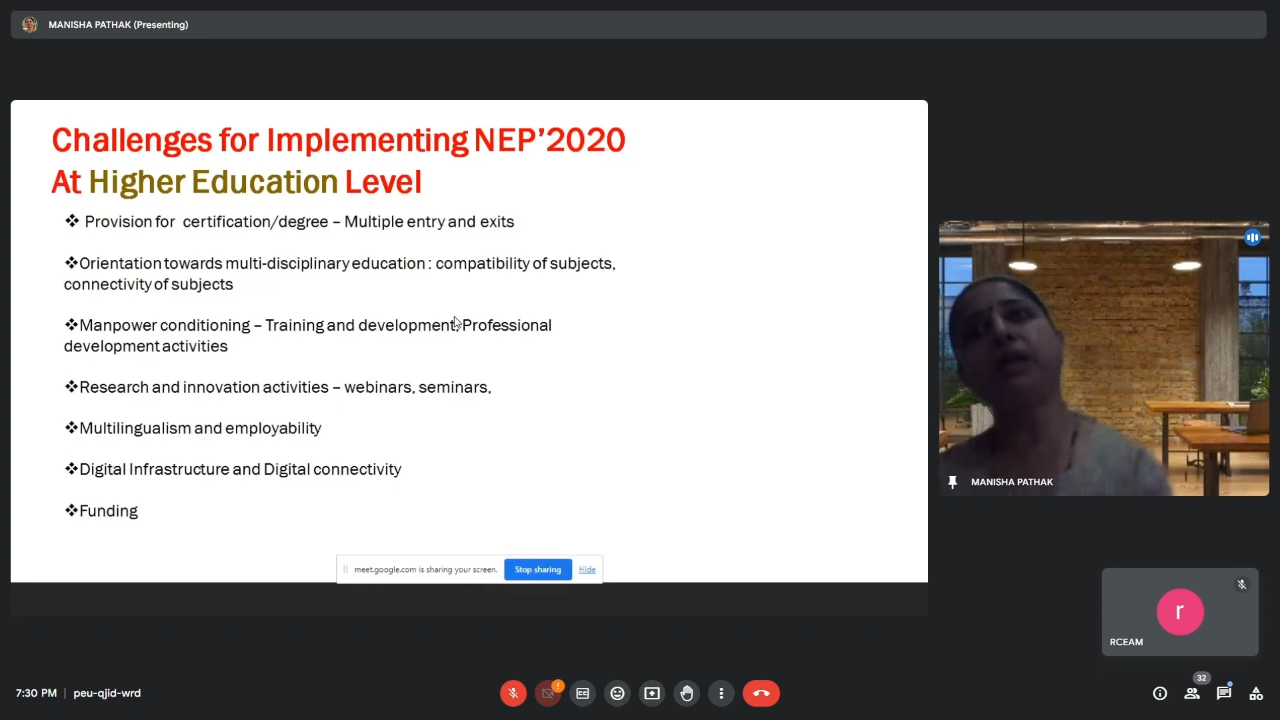 MANISHA PATHAK (Presenting)
Challenges for Implementing NEP’2020
At Higher Education Level
❖ Provision for certification/degree – Multiple entry and exits
❖Orientation towards multi-disciplinary education : compatibility of subjects,
connectivity of subjects
❖Manpower conditioning – Training and development, Professional
development activities
❖Research and innovation activities – webinars, seminars,
❖Multilingualism and employability
❖Digital Infrastructure and Digital connectivity
❖Funding
meet.google.com is sharing your screen. Stop sharing Hide
MANISHA PATHAK
r
RCEAM
7:30 PM | peu-qjid-wrd
32